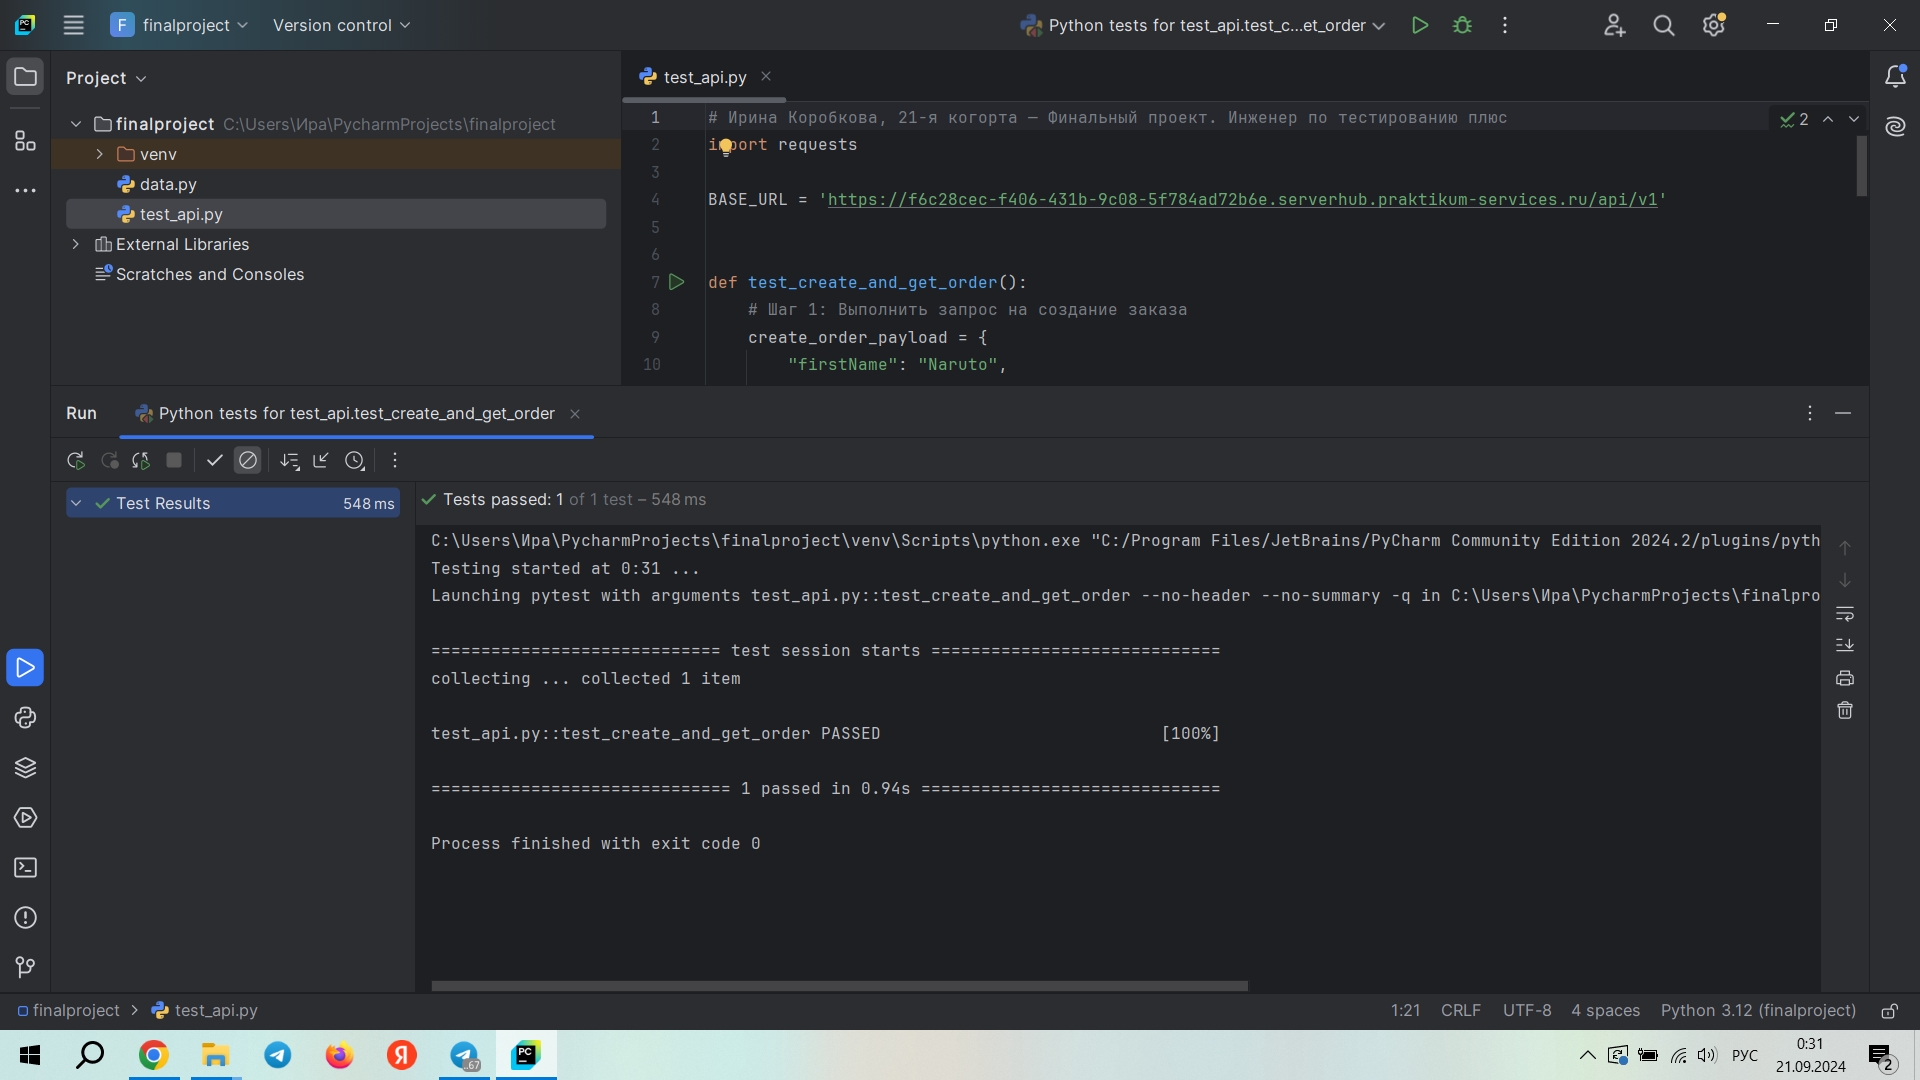 F finalproject Version control Python tests for test_api.test_c...et_order
Project
finalproject C:\Users\Ира\PycharmProjects\finalproject
venv
data.py
test_api.py
External Libraries
Scratches and Consoles
test_api.py
2
1 # Ирина Коробкова, 21-я когорта — Финальный проект. Инженер по тестированию плюс
2 import requests
3
4 BASE_URL = 'https://f6c28cec-f406-431b-9c08-5f784ad72b6e.serverhub.praktikum-services.ru/api/v1'
5
6
7 def test_create_and_get_order():
8 # Шаг 1: Выполнить запрос на создание заказа
9 create_order_payload = {
10 "firstName": "Naruto",
Run Python tests for test_api.test_create_and_get_order
Test Results 548 ms
Tests passed: 1 of 1 test – 548 ms
C:\Users\Ира\PycharmProjects\finalproject\venv\Scripts\python.exe "C:/Program Files/JetBrains/PyCharm Community Edition 2024.2/plugins/pyth
Testing started at 0:31 ...
Launching pytest with arguments test_api.py::test_create_and_get_order --no-header --no-summary -q in C:\Users\Ира\PycharmProjects\finalpro
============================= test session starts =============================
collecting ... collected 1 item
test_api.py::test_create_and_get_order PASSED [100%]
============================== 1 passed in 0.94s ==============================
Process finished with exit code 0
finalproject > test_api.py
1:21 CRLF UTF-8 4 spaces Python 3.12 (finalproject)
Я
..67
PC
РУС
0:31
21.09.2024
2